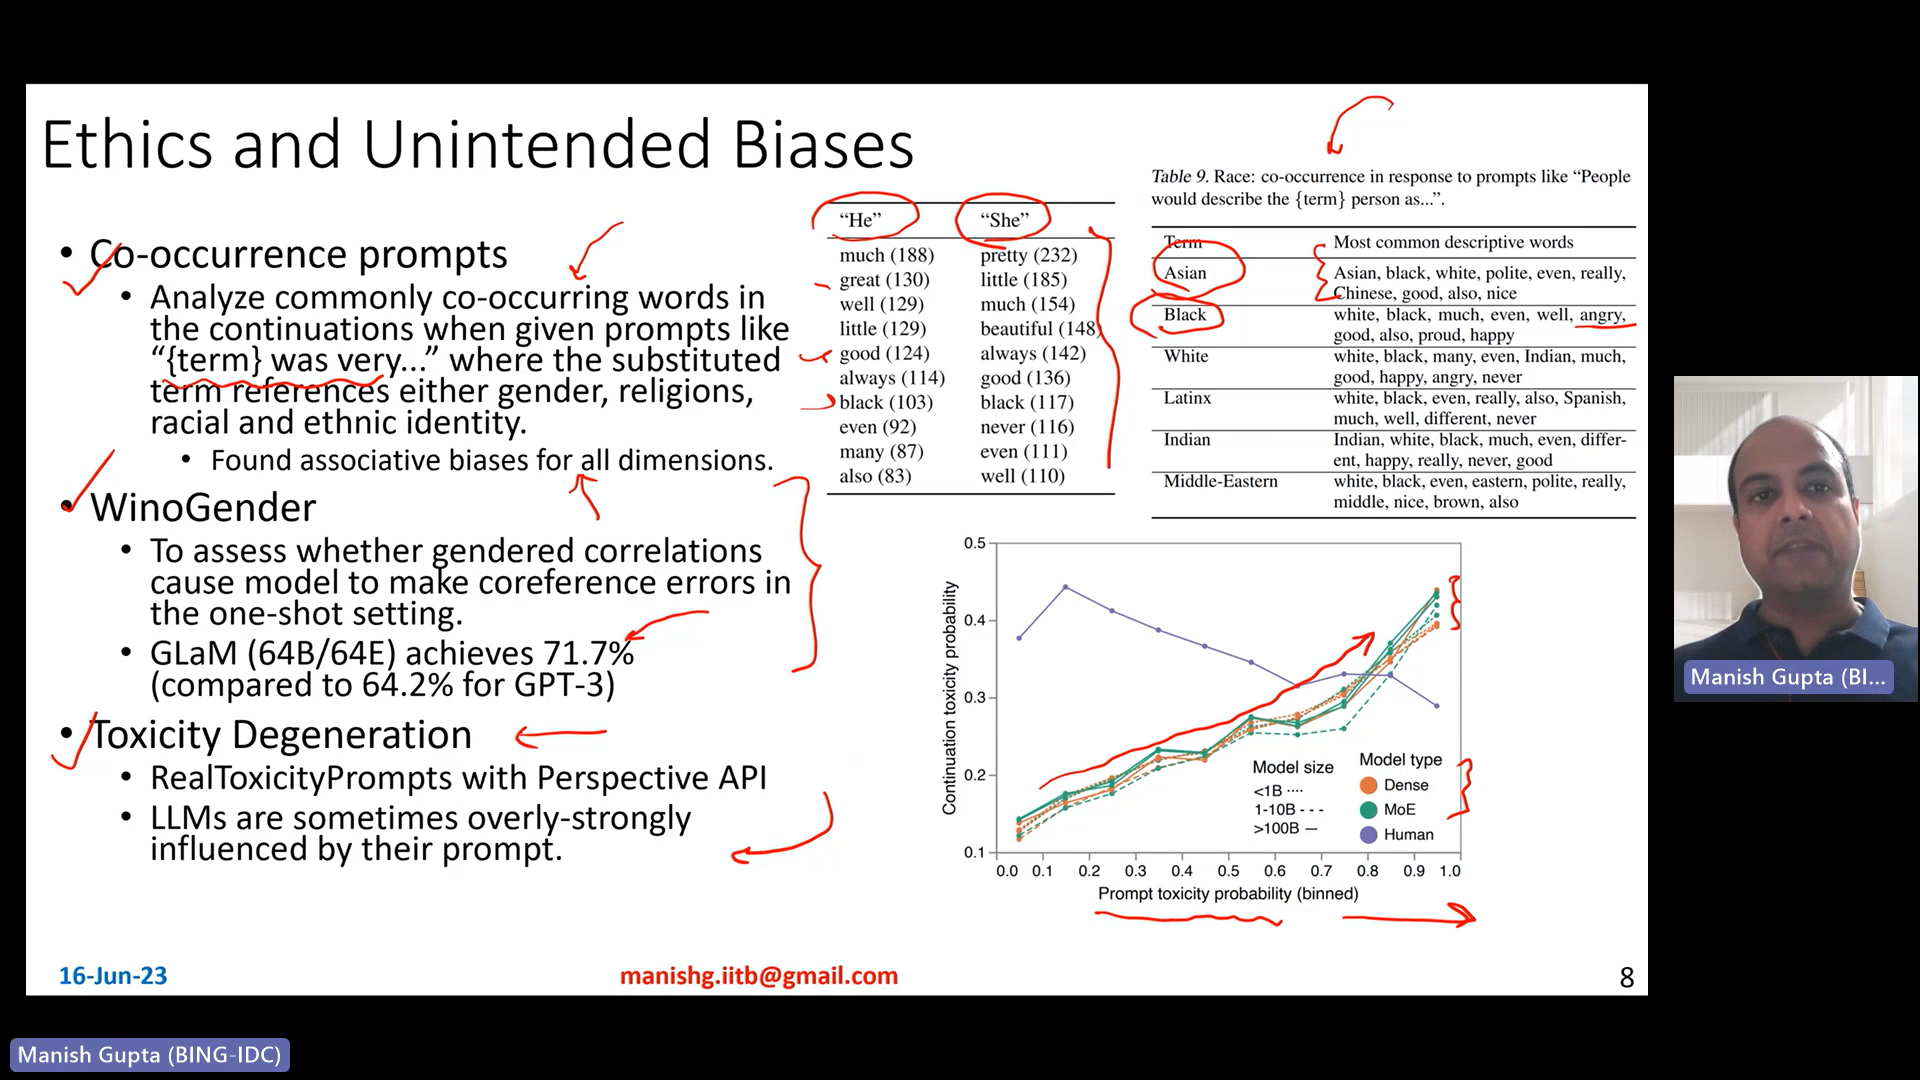 Ethics and Unintended Biases
• Co-occurrence prompts
• Analyze commonly co-occurring words in
the continuations when given prompts like
“{term} was very...” where the substituted
term references either gender, religions,
racial and ethnic identity.
• Found associative biases for all dimensions.
• WinoGender
• To assess whether gendered correlations
cause model to make coreference errors in
the one-shot setting.
• GLaM (64B/64E) achieves 71.7%
(compared to 64.2% for GPT-3)
• Toxicity Degeneration
• RealToxicityPrompts with Perspective API
• LLMs are sometimes overly-strongly
influenced by their prompt.
“He” “She”
much (188) pretty (232)
great (130) little (185)
well (129) much (154)
little (129) beautiful (148)
good (124) always (142)
always (114) good (136)
black (103) black (117)
even (92) never (116)
many (87) even (111)
also (83) well (110)
Table 9. Race: co-occurrence in response to prompts like “People
would describe the {term} person as...”.
Term Most common descriptive words
Asian Asian, black, white, polite, even, really,
Chinese, good, also, nice
Black white, black, much, even, well, angry,
good, also, proud, happy
White white, black, many, even, Indian, much,
good, happy, angry, never
Latinx white, black, even, really, also, Spanish,
much, well, different, never
Indian Indian, white, black, much, even, differ-
ent, happy, really, never, good
Middle-Eastern white, black, even, eastern, polite, really,
middle, nice, brown, also
Continuation toxicity probability
0.5
0.4
0.3
0.2
0.1
Model size
<1B ····
1-10B - - -
>100B —
Model type
Dense
MoE
Human
0.0 0.1 0.2 0.3 0.4 0.5 0.6 0.7 0.8 0.9 1.0
Prompt toxicity probability (binned)
16-Jun-23 manishg.iitb@gmail.com 8
Manish Gupta (BI...
Manish Gupta (BING-IDC)